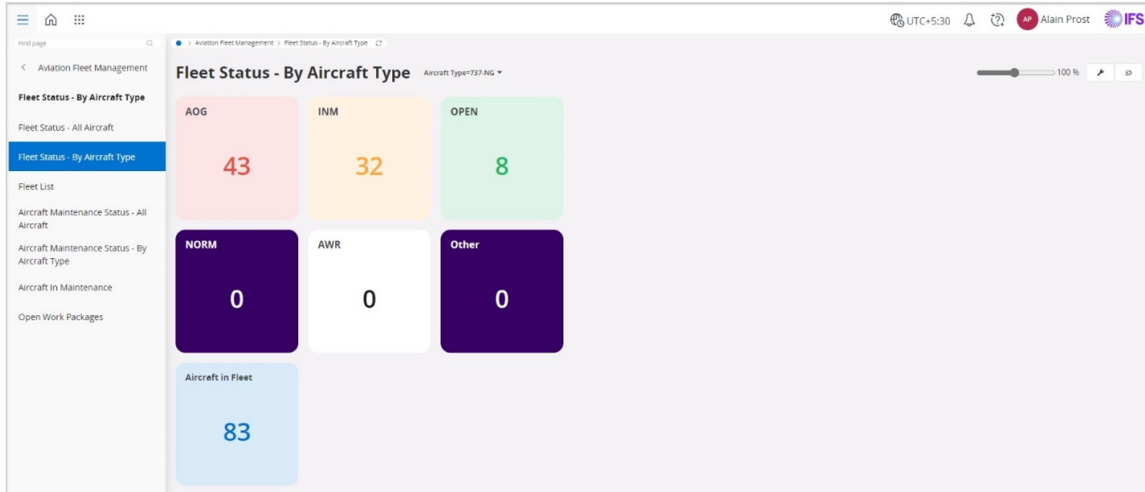 UTC+5:30 AP Alain Prost IFS
Find page
> Aviation Fleet Management > Fleet Status - By Aircraft Type
< Aviation Fleet Management
Fleet Status - By Aircraft Type Aircraft Type=737-NG
100 %
Fleet Status - By Aircraft Type
Fleet Status - All Aircraft
Fleet Status - By Aircraft Type
Fleet List
Aircraft Maintenance Status - All
Aircraft
Aircraft Maintenance Status - By
Aircraft Type
Aircraft In Maintenance
Open Work Packages
AOG
43
INM
32
OPEN
8
NORM
0
AWR
0
Other
0
Aircraft in Fleet
83